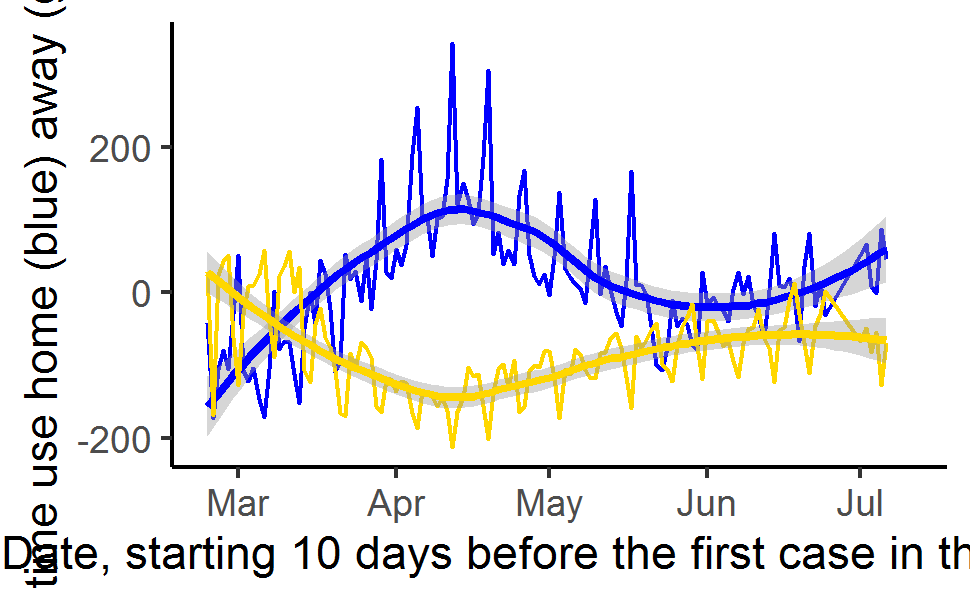 time use home (blue) away (
200
0
-200
Mar Apr May Jun Jul
Date, starting 10 days before the first case in th